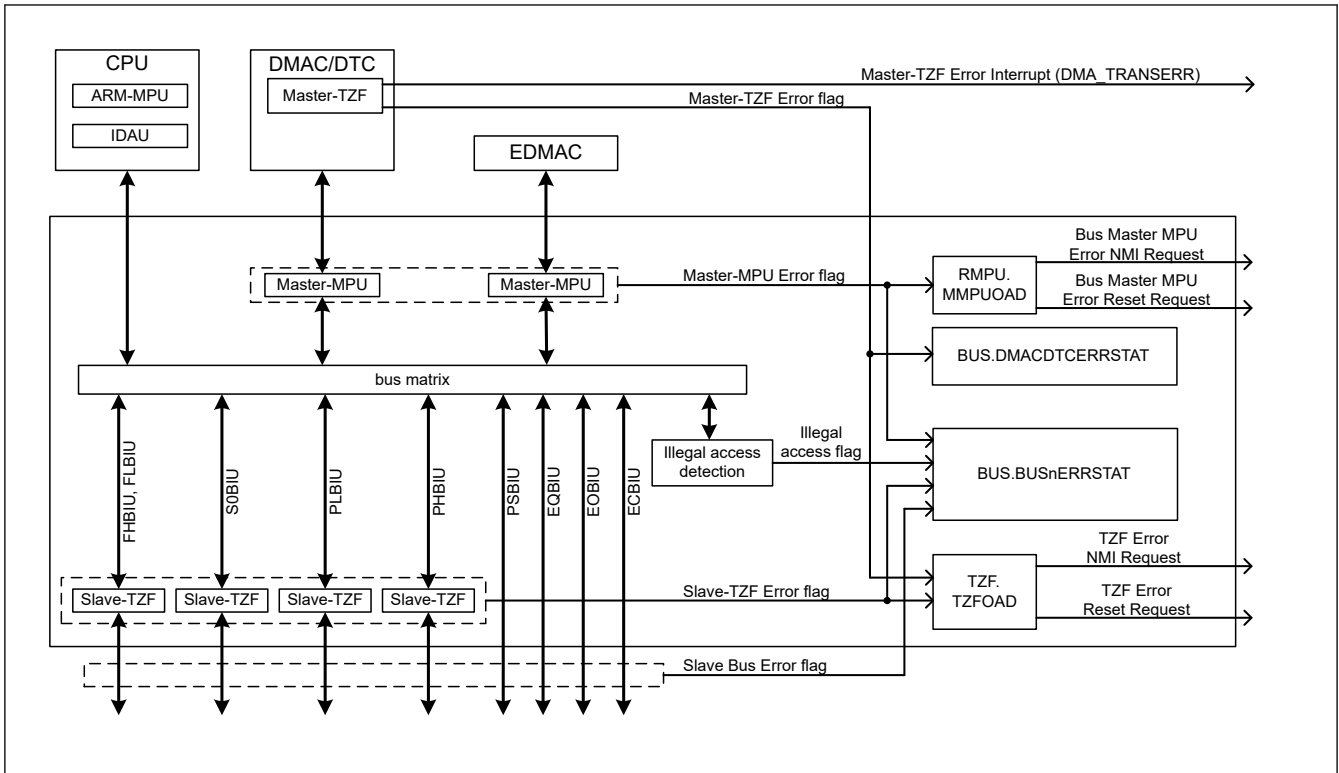 CPU
ARM-MPU
IDAU
DMAC/DTC
Master-TZF
EDMAC
Master-TZF Error Interrupt (DMA_TRANSERR)
Master-TZF Error flag
Master-MPU
Master-MPU
Master-MPU Error flag
RMPU.
MMPUOAD
Bus Master MPU
Error NMI Request
Bus Master MPU
Error Reset Request
BUS.DMACDTCERRSTAT
bus matrix
FHBIU, FLBIU
S0BIU
PLBIU
PHBIU
PSBIU
EQBIU
EOBIU
ECBIU
Illegal access
detection
Illegal
access flag
BUS.BUSnERRSTAT
Slave-TZF
Slave-TZF
Slave-TZF
Slave-TZF
Slave-TZF Error flag
TZF.
TZFOAD
TZF Error
NMI Request
TZF Error
Reset Request
Slave Bus Error flag